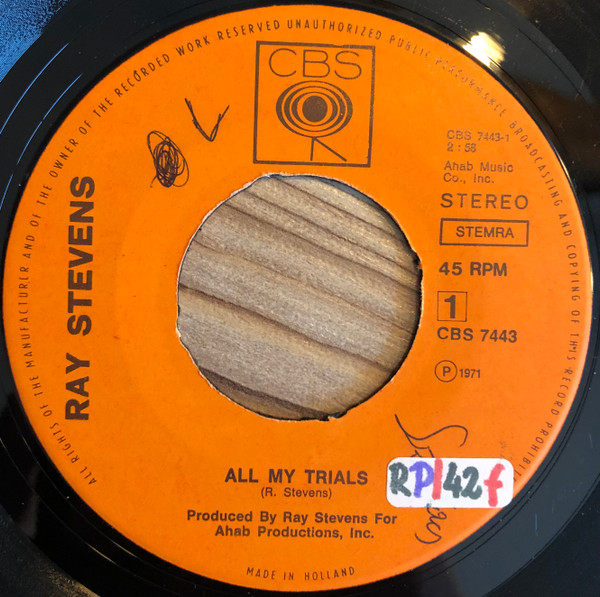 ALL RIGHTS OF THE MANUFACTURER AND OF THE OWNER OF THE RECORDED WORK RESERVED UNAUTHORIZED PUBLIC PERFORMANCE BROADCASTING AND COPYING OF THIS RECORD PROHIBITED
CBS
CBS 7443-1
2:58
Ahab Music
Co., Inc.
STEREO
STEMRA
45 RPM
1
CBS 7443
℗ 1971
RAY STEVENS
ALL MY TRIALS
(R. Stevens)
RP/42f
Produced By Ray Stevens For
Ahab Productions, Inc.
MADE IN HOLLAND